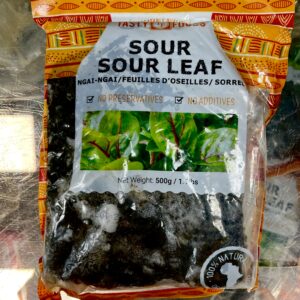 TASTY FOODS
SOUR
SOUR LEAF
NGAI-NGAI/FEUILLES D'OSEILLES/SORREL
NO PRESERVATIVES NO ADDITIVES
Net Weight: 500g / 1.1lbs
100% NATURAL